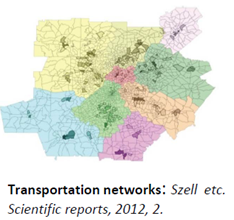 Transportation networks: Szell etc.
Scientific reports, 2012, 2.